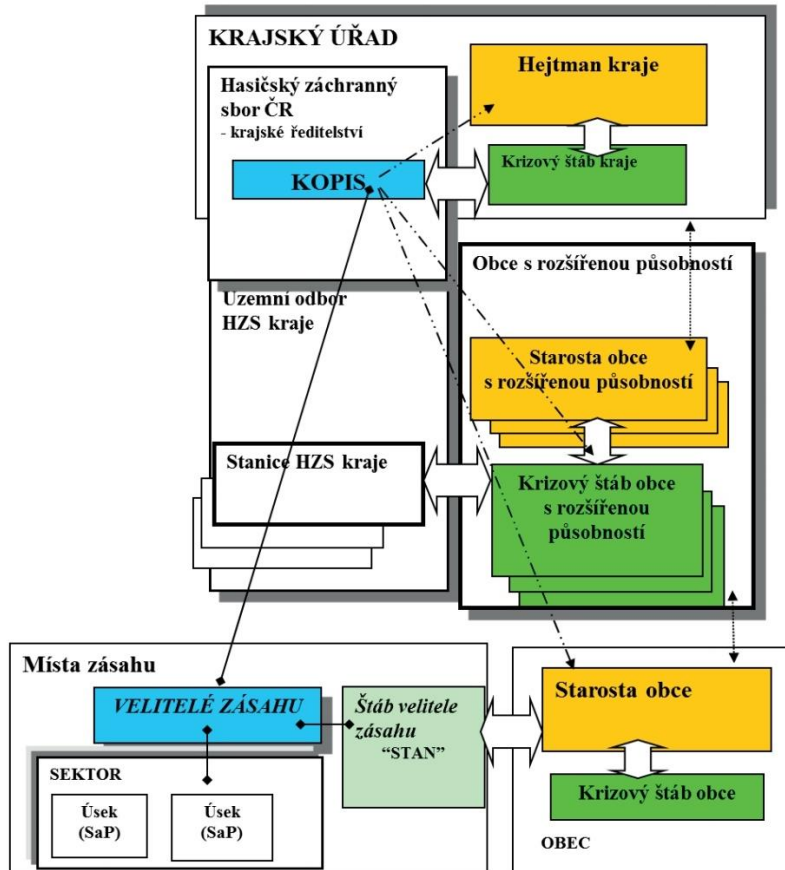 KRAJSKÝ ÚŘAD
Hasičský záchranný
sbor ČR
- krajské ředitelství
KOPIS
Hejtman kraje
Krizový štáb kraje
Obce s rozšířenou působností
Územní odbor
HZS kraje
Starosta obce
s rozšířenou působností
Stanice HZS kraje
Krizový štáb obce
s rozšířenou
působností
Místa zásahu
VELITELÉ ZÁSAHU
Štáb velitele
zásahu
“STAN”
Starosta obce
SEKTOR
Úsek
(SaP)
Úsek
(SaP)
Krizový štáb obce
OBEC